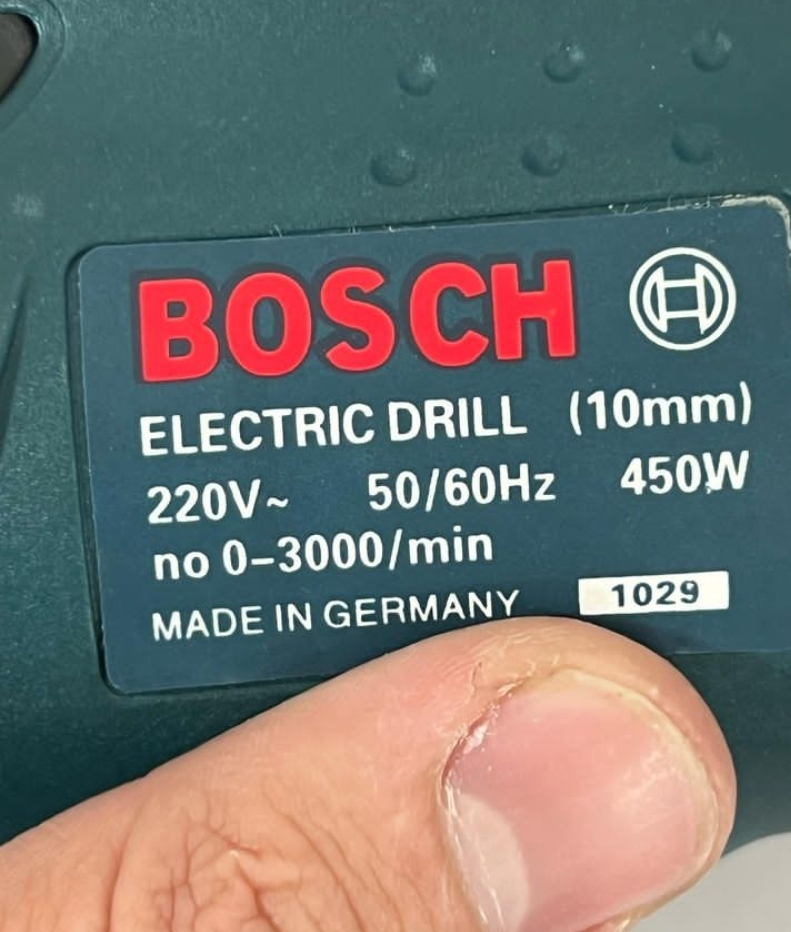 BOSCH
ELECTRIC DRILL (10mm)
220V~ 50/60Hz 450W
no 0-3000/min
MADE IN GERMANY 1029